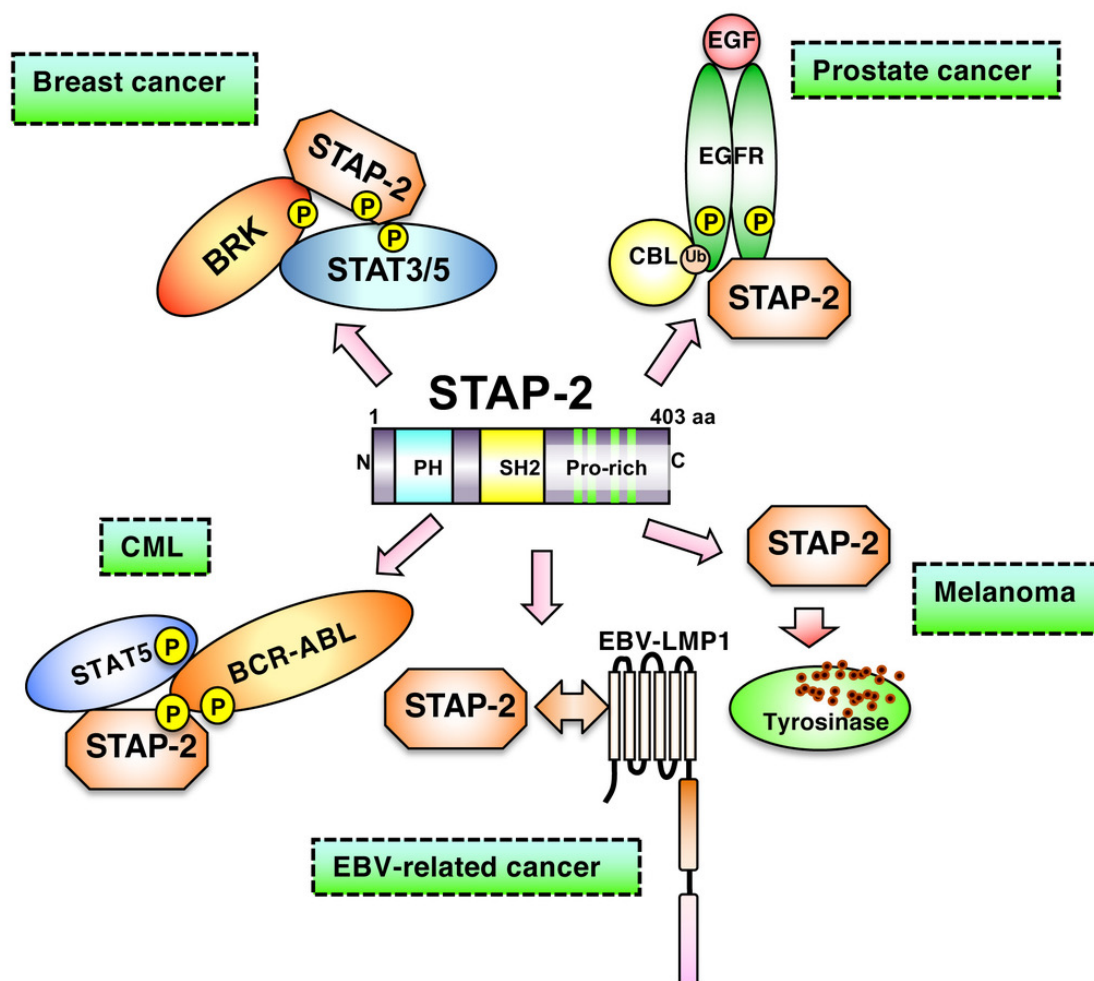 Breast cancer
STAP-2
P
P
P
BRK
STAT3/5
EGF
Prostate cancer
EGFR
P
P
CBL
Ub
STAP-2
STAP-2
1
403 aa
N
PH
SH2
Pro-rich
C
CML
STAT5
P
BCR-ABL
P
P
STAP-2
EBV-LMP1
STAP-2
EBV-related cancer
STAP-2
Melanoma
Tyrosinase